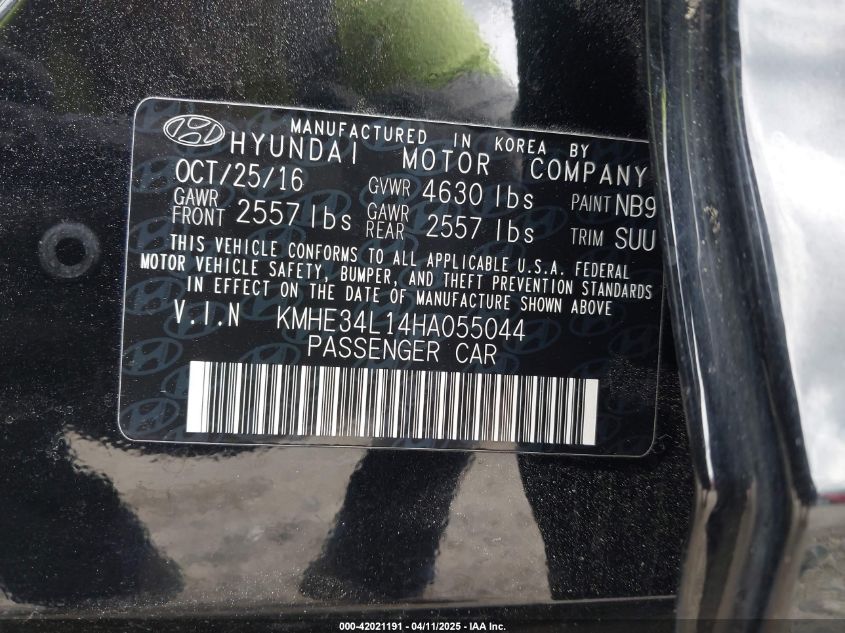 MANUFACTURED IN KOREA BY
HYUNDAI MOTOR COMPANY
OCT/25/16 GVWR 4630 lbs PAINT NB9
GAWR FRONT 2557 lbs GAWR REAR 2557 lbs TRIM SUU
THIS VEHICLE CONFORMS TO ALL APPLICABLE U.S.A. FEDERAL
MOTOR VEHICLE SAFETY, BUMPER, AND THEFT PREVENTION STANDARDS
IN EFFECT ON THE DATE OF MANUFACTURE SHOWN ABOVE
V.I.N KMHE34L14HA055044
PASSENGER CAR
000-42021191 - 04/11/2025 - IAA Inc.